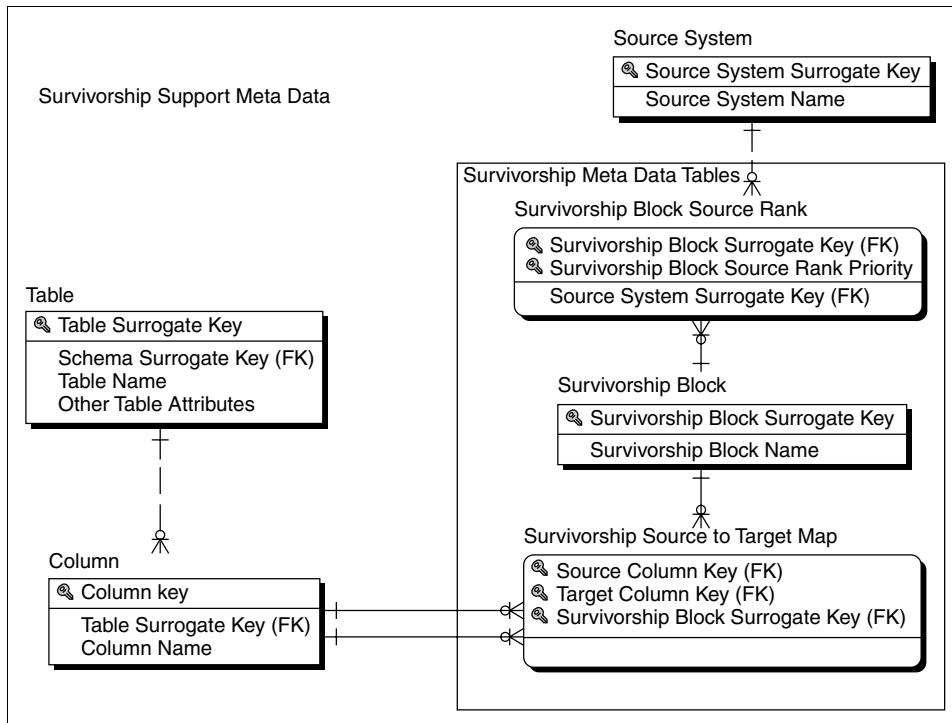 Source System
Source System Surrogate Key
Source System Name
Survivorship Support Meta Data
Survivorship Meta Data Tables
Survivorship Block Source Rank
Survivorship Block Surrogate Key (FK)
Survivorship Block Source Rank Priority
Source System Surrogate Key (FK)
Table
Table Surrogate Key
Schema Surrogate Key (FK)
Table Name
Other Table Attributes
Survivorship Block
Survivorship Block Surrogate Key
Survivorship Block Name
Column
Column key
Table Surrogate Key (FK)
Column Name
Survivorship Source to Target Map
Source Column Key (FK)
Target Column Key (FK)
Survivorship Block Surrogate Key (FK)